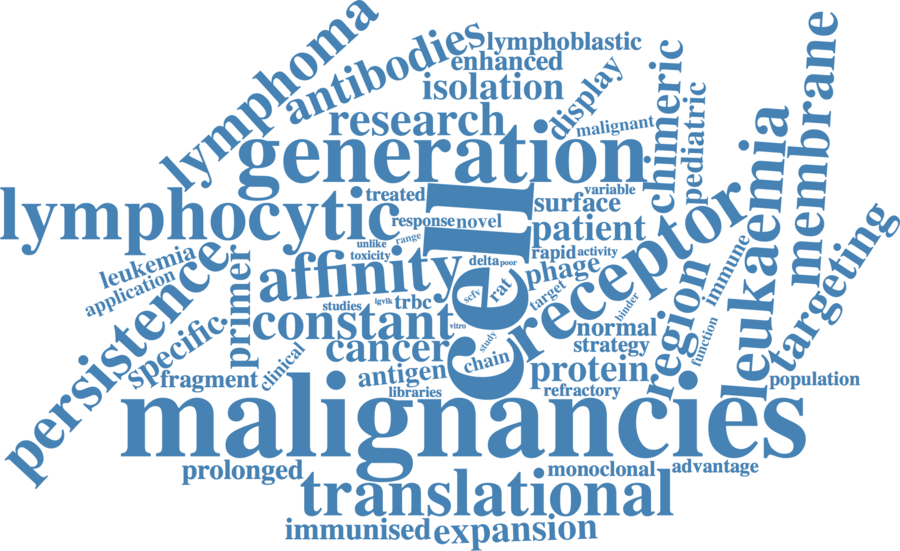 lymphoma
antibodies
lymphoblastic
enhanced
isolation
display
chimeric
membrane
research
malignant
pediatric
generation
leukaemia
lymphocytic
treated
cell
variable
surface
response
novel
patient
receptor
targeting
unlike
range
toxicity
rapid
activity
immune
leukemia
application
persistence
primer
affinity
delta
poor
phage
rat
scfv
target
region
studies
igvlk
trbc
binder
constant
vitro
normal
function
specific
cancer
study
strategy
clinical
chain
fragment
antigen
protein
libraries
refractory
population
malignancies
prolonged
monoclonal
advantage
translational
immunised
expansion